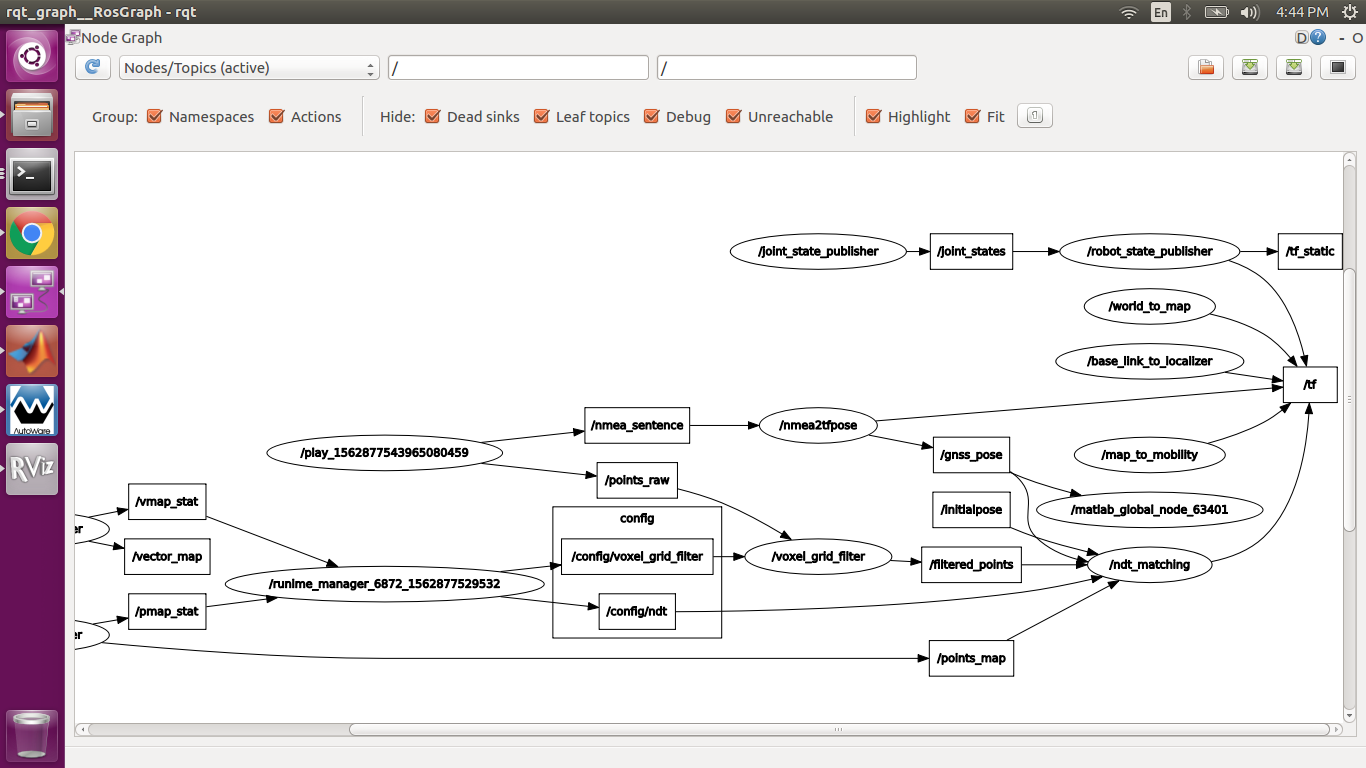 rqt_graph__RosGraph - rqt
En
4:44 PM
Node Graph
D
?
- O
Nodes/Topics (active)
/
/
Group:
Namespaces
Actions
Hide:
Dead sinks
Leaf topics
Debug
Unreachable
Highlight
Fit
/joint_state_publisher
/joint_states
/robot_state_publisher
/tf_static
/world_to_map
/base_link_to_localizer
/tf
/nmea_sentence
/nmea2tfpose
/play_1562877543965080459
/gnss_pose
/map_to_mobility
/points_raw
/vmap_stat
/initialpose
/matlab_global_node_63401
config
er
/vector_map
/config/voxel_grid_filter
/voxel_grid_filter
/filtered_points
/ndt_matching
/runime_manager_6872_1562877529532
/pmap_stat
/config/ndt
er
/points_map
>_
AutoWare
RViz